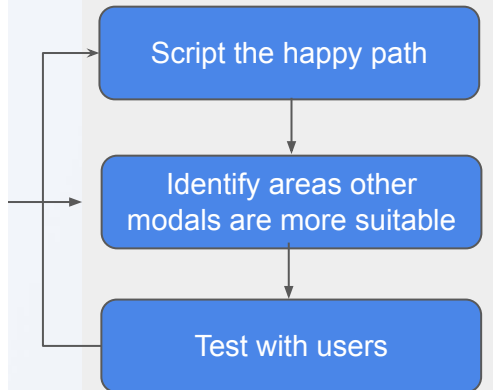 Script the happy path
Identify areas other
modals are more suitable
Test with users